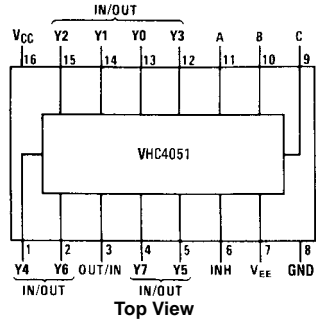 IN/OUT
VCC Y2 Y1 Y0 Y3 A B C
16 15 14 13 12 11 10 9
VHC4051
1 2 3 4 5 6 7 8
Y4 Y6 OUT/IN Y7 Y5 INH VEE GND
IN/OUT IN/OUT
Top View